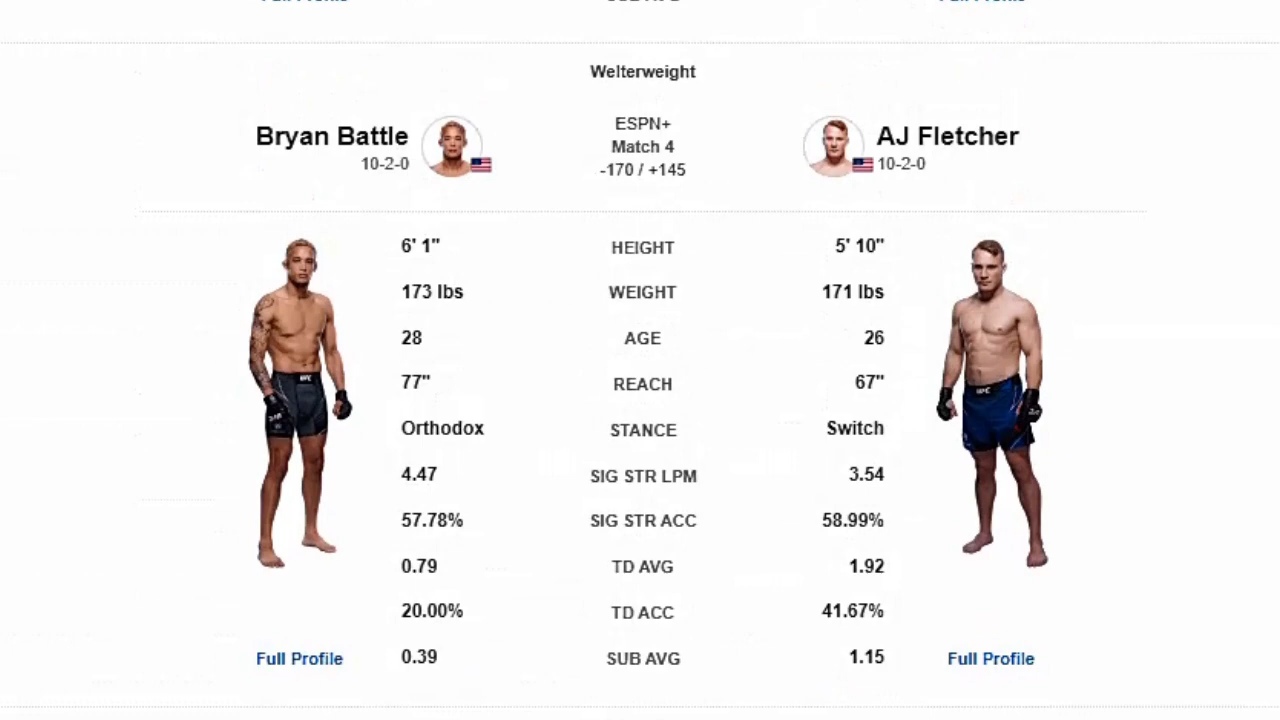 Welterweight
Bryan Battle
10-2-0
ESPN+
Match 4
-170 / +145
AJ Fletcher
10-2-0
6' 1" HEIGHT 5' 10"
173 lbs WEIGHT 171 lbs
28 AGE 26
77" REACH 67"
Orthodox STANCE Switch
4.47 SIG STR LPM 3.54
57.78% SIG STR ACC 58.99%
0.79 TD AVG 1.92
20.00% TD ACC 41.67%
Full Profile 0.39 SUB AVG 1.15 Full Profile